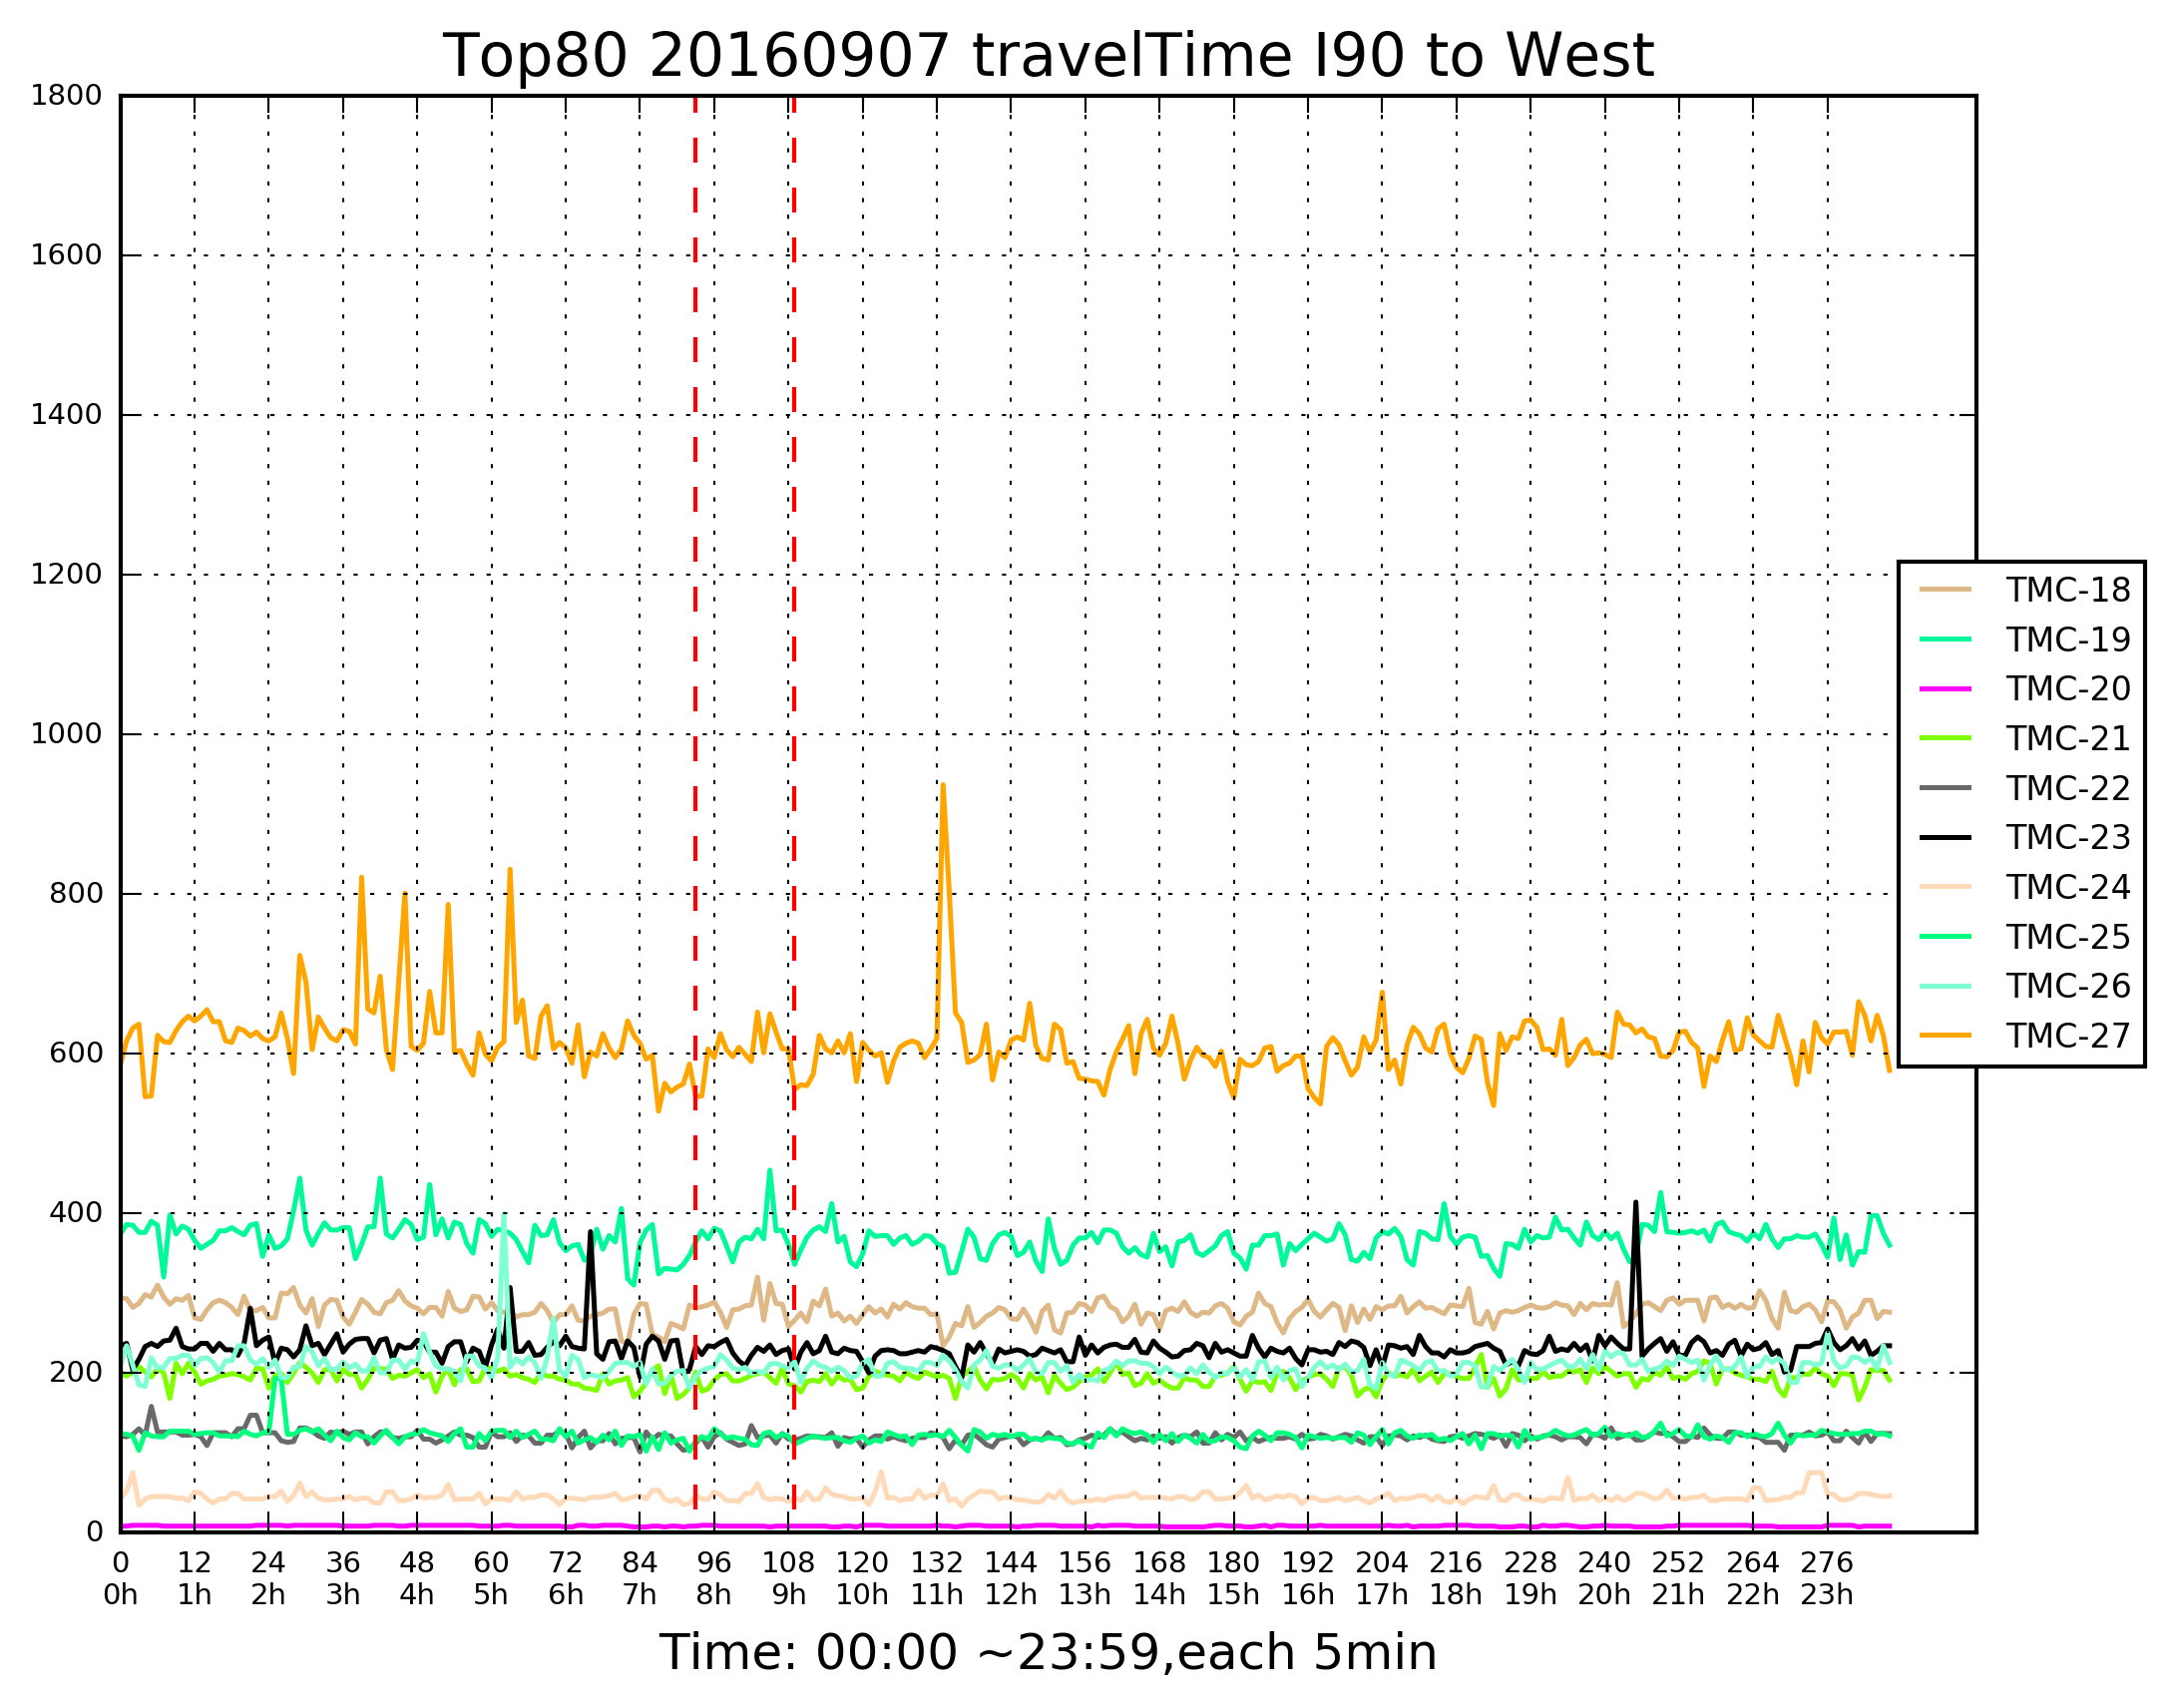 Top80 20160907 travelTime I90 to West
1800
1600
1400
1200
1000
800
600
400
200
0
TMC-18
TMC-19
TMC-20
TMC-21
TMC-22
TMC-23
TMC-24
TMC-25
TMC-26
TMC-27
0 12 24 36 48 60 72 84 96 108 120 132 144 156 168 180 192 204 216 228 240 252 264 276
0h 1h 2h 3h 4h 5h 6h 7h 8h 9h 10h 11h 12h 13h 14h 15h 16h 17h 18h 19h 20h 21h 22h 23h
Time: 00:00 ~23:59,each 5min